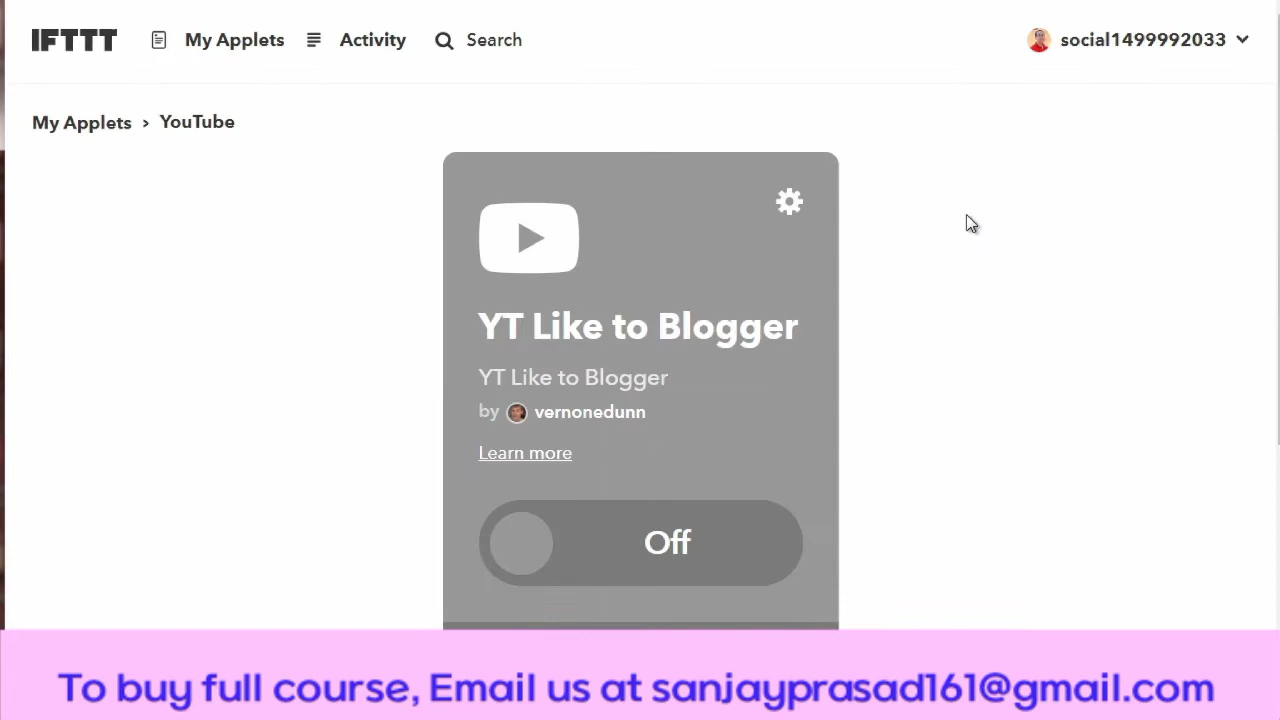 IFTTT My Applets Activity Search social1499992033
My Applets › YouTube
YT Like to Blogger
YT Like to Blogger
by vernonedunn
Learn more
Off
To buy full course, Email us at sanjayprasad161@gmail.com